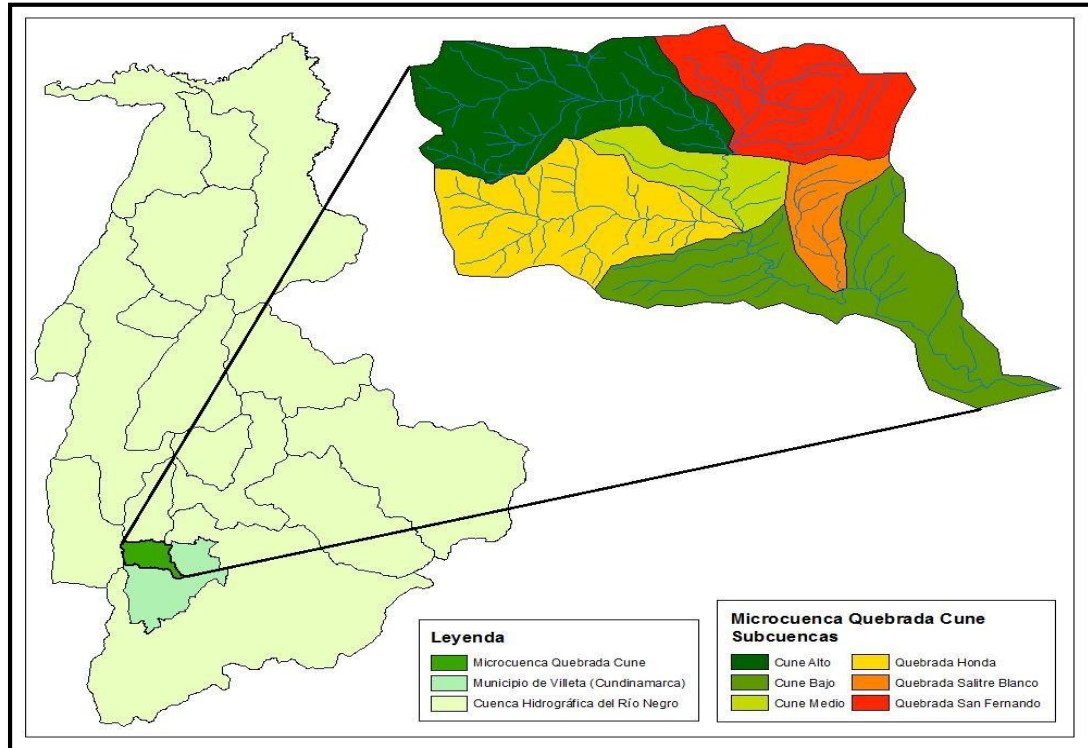 Leyenda
Microcuenca Quebrada Cune
Municipio de Villeta (Cundinamarca)
Cuenca Hidrográfica del Río Negro
Microcuenca Quebrada Cune
Subcuencas
Cune Alto
Cune Bajo
Cune Medio
Quebrada Honda
Quebrada Salitre Blanco
Quebrada San Fernando